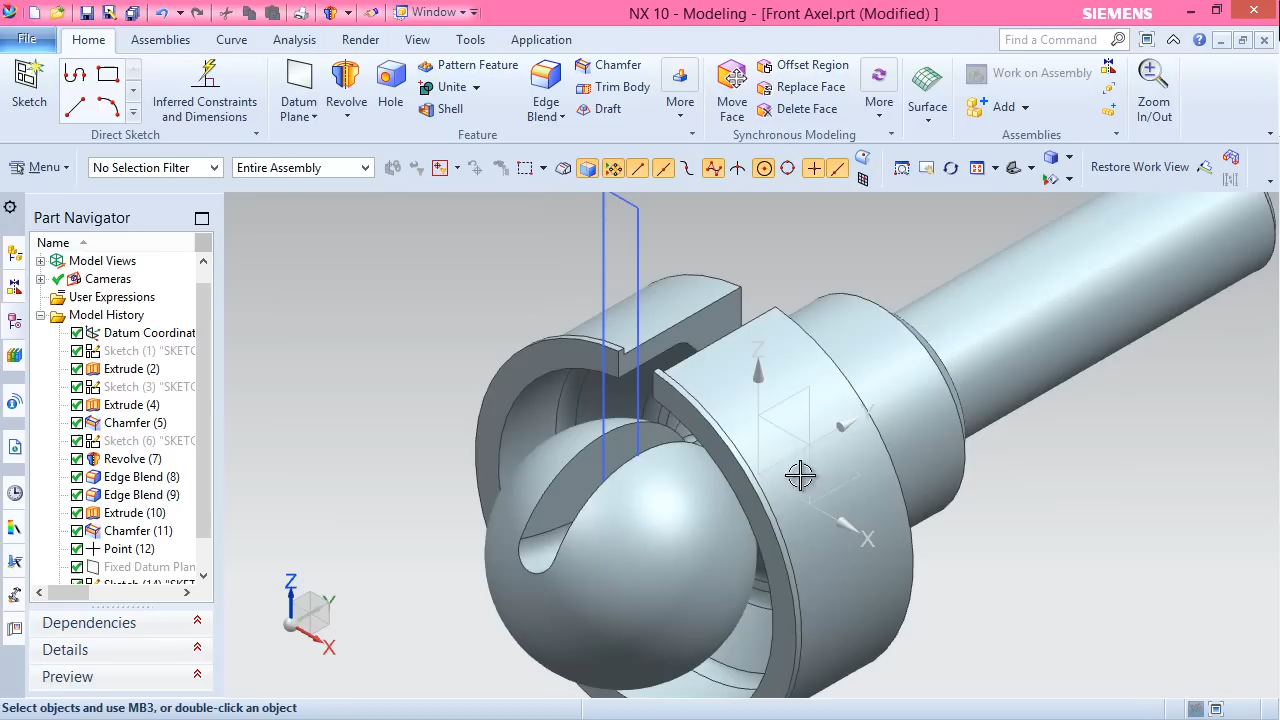 NX 10 - Modeling - [Front Axel.prt (Modified) ]
SIEMENS
Window
File
Home
Assemblies
Curve
Analysis
Render
View
Tools
Application
Find a Command
Sketch
Inferred Constraints
and Dimensions
Direct Sketch
Datum
Plane
Revolve
Hole
Pattern Feature
Unite
Shell
Edge
Blend
Chamfer
Trim Body
Draft
More
Feature
Move
Face
Offset Region
Replace Face
Delete Face
More
Synchronous Modeling
Surface
Work on Assembly
Add
Assemblies
Zoom
In/Out
Menu
No Selection Filter
Entire Assembly
Restore Work View
Part Navigator
Name
Model Views
Cameras
User Expressions
Model History
Datum Coordinat
Sketch (1) "SKETC
Extrude (2)
Sketch (3) "SKETC
Extrude (4)
Chamfer (5)
Sketch (6) "SKETC
Revolve (7)
Edge Blend (8)
Edge Blend (9)
Extrude (10)
Chamfer (11)
Point (12)
Fixed Datum Plan
Sketch (14) "SKETC
Dependencies
Details
Preview
Z
Y
X
Z
Y
X
Select objects and use MB3, or double-click an object